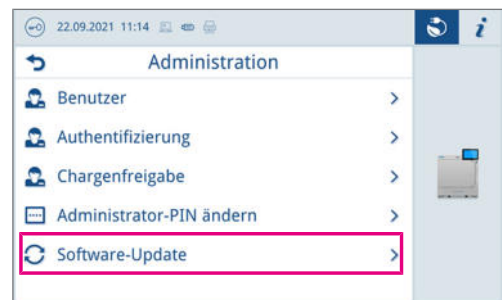 22.09.2021 11:14
i
Administration
Benutzer
Authentifizierung
Chargenfreigabe
Administrator-PIN ändern
Software-Update